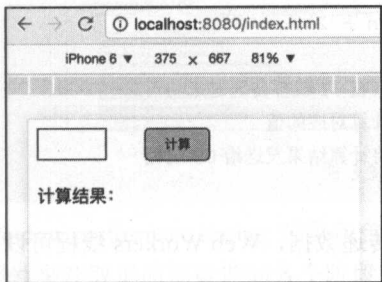 localhost:8080/index.html
iPhone 6 ▼ 375 × 667 81% ▼
计算
计算结果：